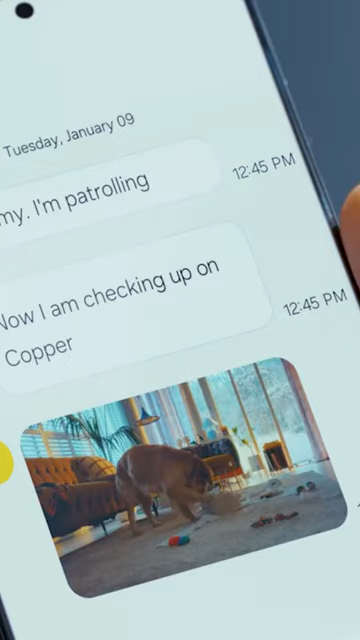 Tuesday, January 09
my. I'm patrolling
12:45 PM
Now I am checking up on
Copper
12:45 PM